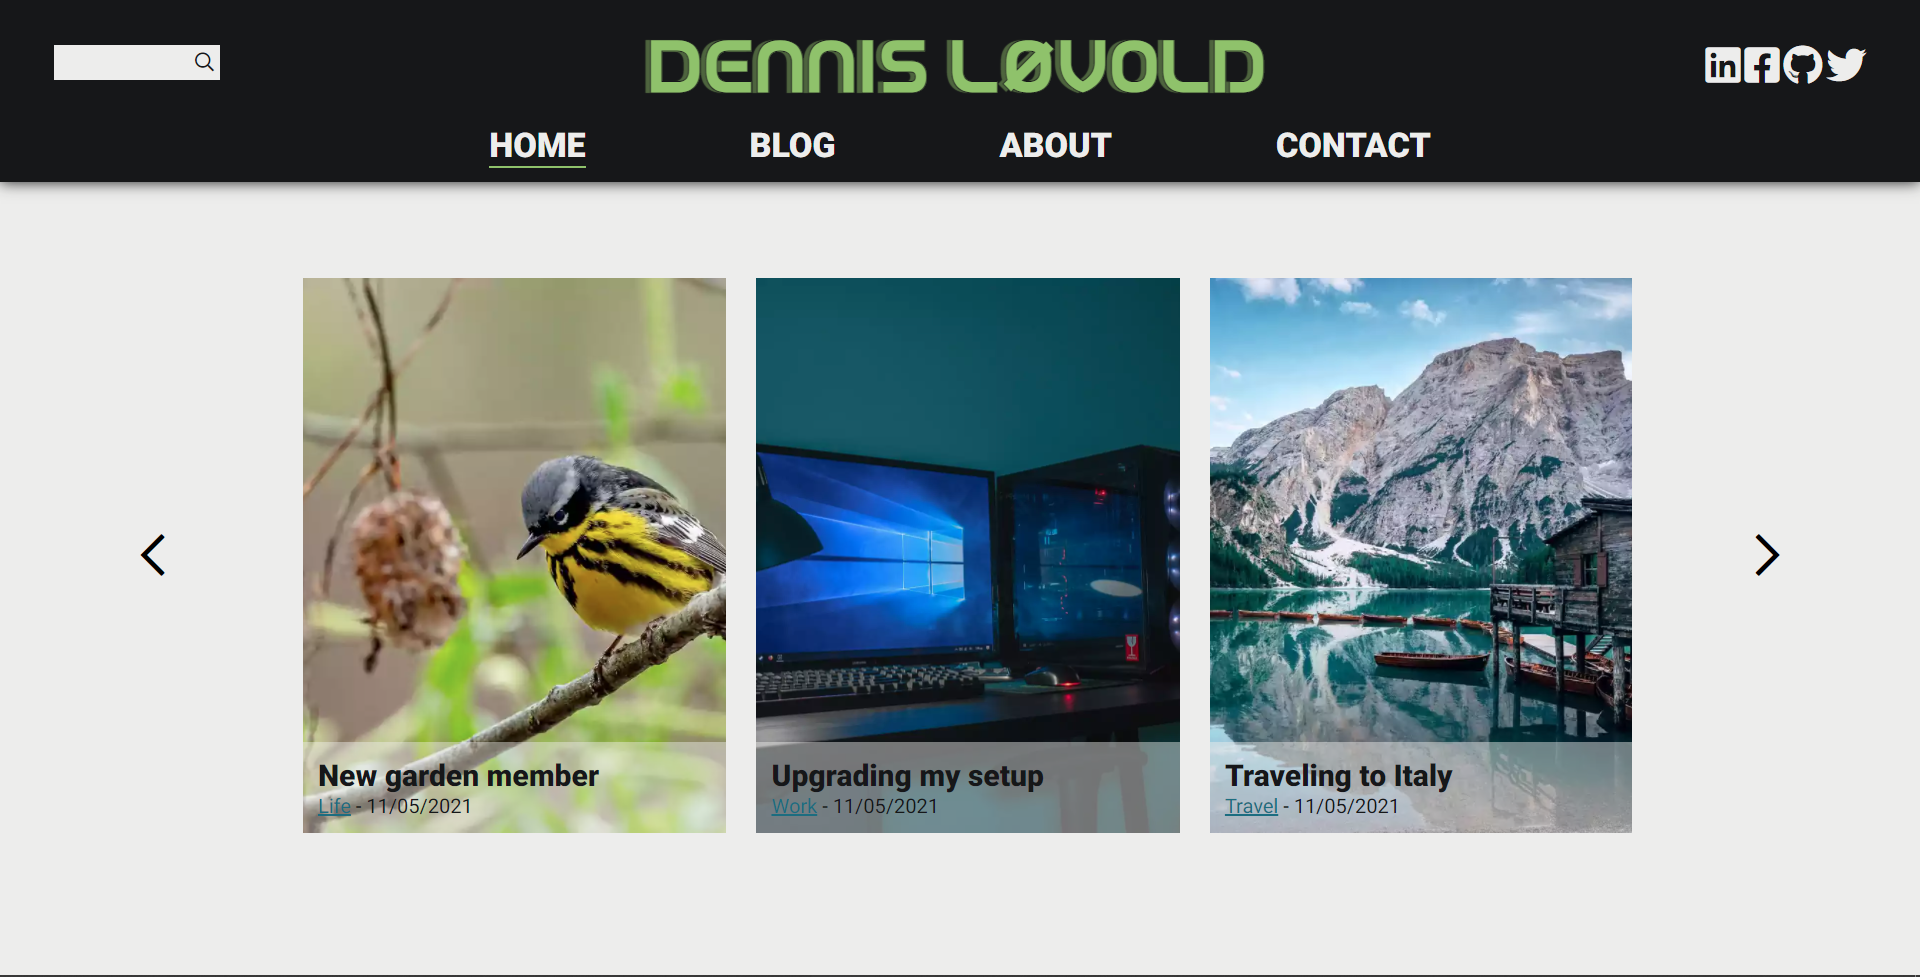 DENNIS LØVOLD
HOME BLOG ABOUT CONTACT
New garden member
Life - 11/05/2021
Upgrading my setup
Work - 11/05/2021
Traveling to Italy
Travel - 11/05/2021